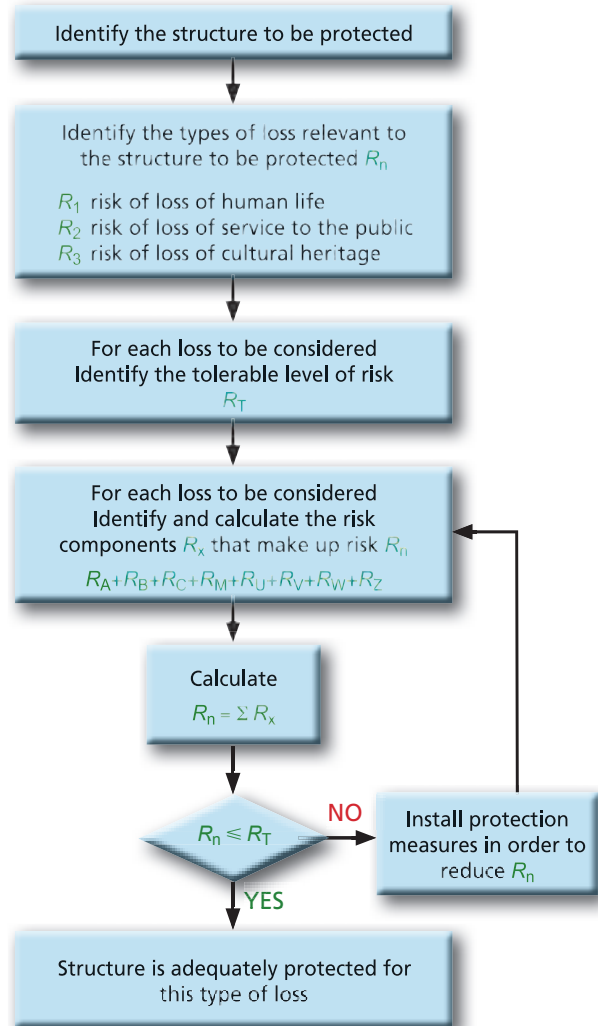 Identify the structure to be protected
Identify the types of loss relevant to
the structure to be protected Rn
R1 risk of loss of human life
R2 risk of loss of service to the public
R3 risk of loss of cultural heritage
For each loss to be considered
Identify the tolerable level of risk
RT
For each loss to be considered
Identify and calculate the risk
components Rx that make up risk Rn
RA+RB+RC+RM+RU+RV+RW+RZ
Calculate
Rn = Σ Rx
Rn ≤ RT
NO
Install protection
measures in order to
reduce Rn
YES
Structure is adequately protected for
this type of loss